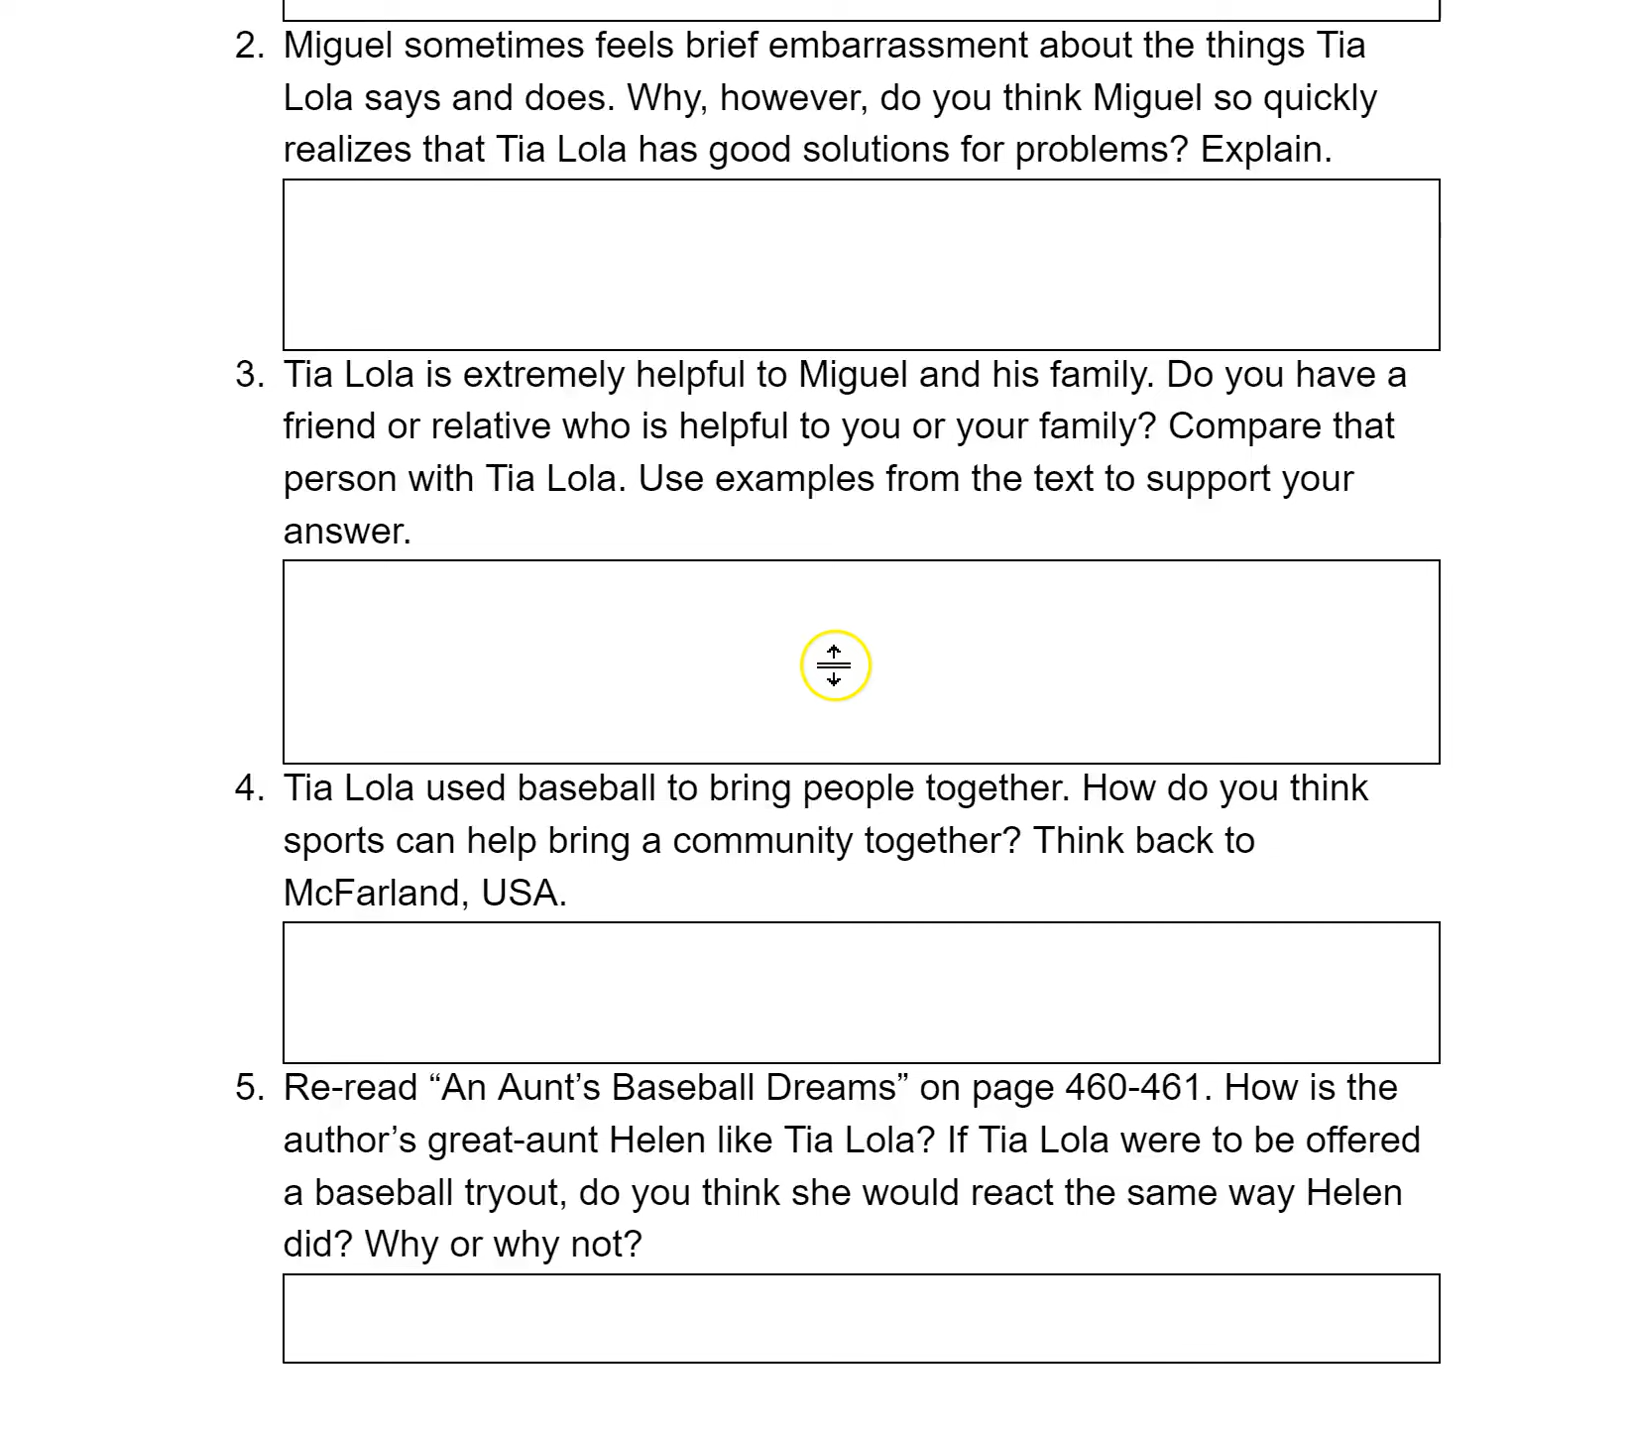 2. Miguel sometimes feels brief embarrassment about the things Tia
Lola says and does. Why, however, do you think Miguel so quickly
realizes that Tia Lola has good solutions for problems? Explain.
3. Tia Lola is extremely helpful to Miguel and his family. Do you have a
friend or relative who is helpful to you or your family? Compare that
person with Tia Lola. Use examples from the text to support your
answer.
4. Tia Lola used baseball to bring people together. How do you think
sports can help bring a community together? Think back to
McFarland, USA.
5. Re-read “An Aunt’s Baseball Dreams” on page 460-461. How is the
author’s great-aunt Helen like Tia Lola? If Tia Lola were to be offered
a baseball tryout, do you think she would react the same way Helen
did? Why or why not?